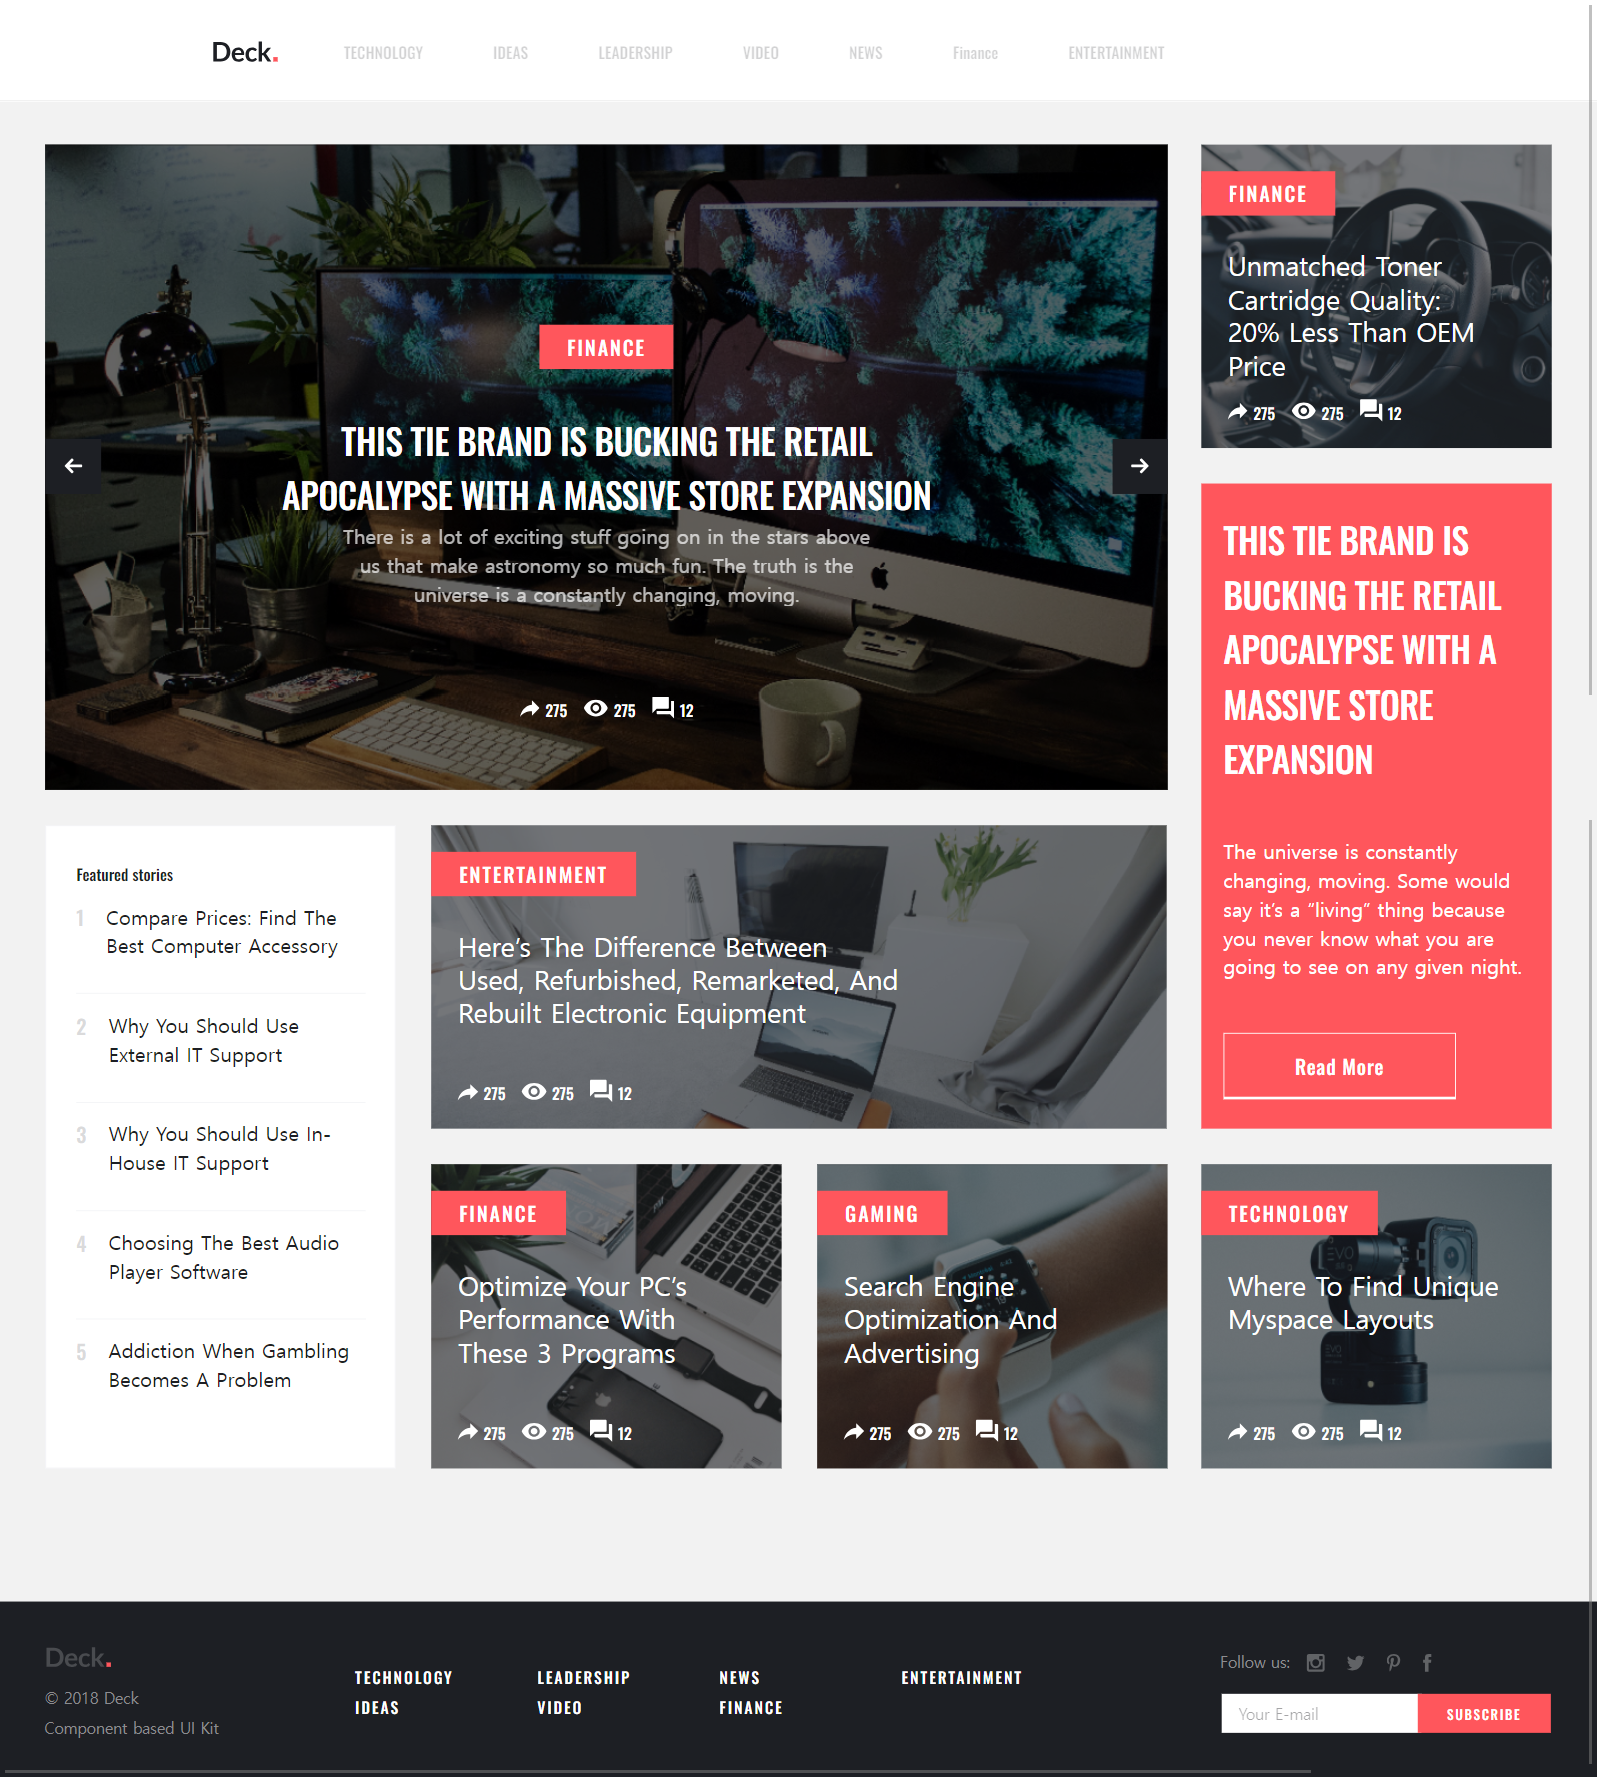 Deck.
TECHNOLOGY
IDEAS
LEADERSHIP
VIDEO
NEWS
Finance
ENTERTAINMENT
FINANCE
THIS TIE BRAND IS BUCKING THE RETAIL
APOCALYPSE WITH A MASSIVE STORE EXPANSION
There is a lot of exciting stuff going on in the stars above
us that make astronomy so much fun. The truth is the
universe is a constantly changing, moving.
275 275 12
FINANCE
Unmatched Toner
Cartridge Quality:
20% Less Than OEM
Price
275 275 12
THIS TIE BRAND IS
BUCKING THE RETAIL
APOCALYPSE WITH A
MASSIVE STORE
EXPANSION
The universe is constantly
changing, moving. Some would
say it’s a “living” thing because
you never know what you are
going to see on any given night.
Read More
Featured stories
1 Compare Prices: Find The
Best Computer Accessory
2 Why You Should Use
External IT Support
3 Why You Should Use In-
House IT Support
4 Choosing The Best Audio
Player Software
5 Addiction When Gambling
Becomes A Problem
ENTERTAINMENT
Here’s The Difference Between
Used, Refurbished, Remarketed, And
Rebuilt Electronic Equipment
275 275 12
FINANCE
Optimize Your PC’s
Performance With
These 3 Programs
275 275 12
GAMING
Search Engine
Optimization And
Advertising
275 275 12
TECHNOLOGY
Where To Find Unique
Myspace Layouts
275 275 12
Deck.
© 2018 Deck
Component based UI Kit
TECHNOLOGY
IDEAS
LEADERSHIP
VIDEO
NEWS
FINANCE
ENTERTAINMENT
Follow us:
Your E-mail
SUBSCRIBE